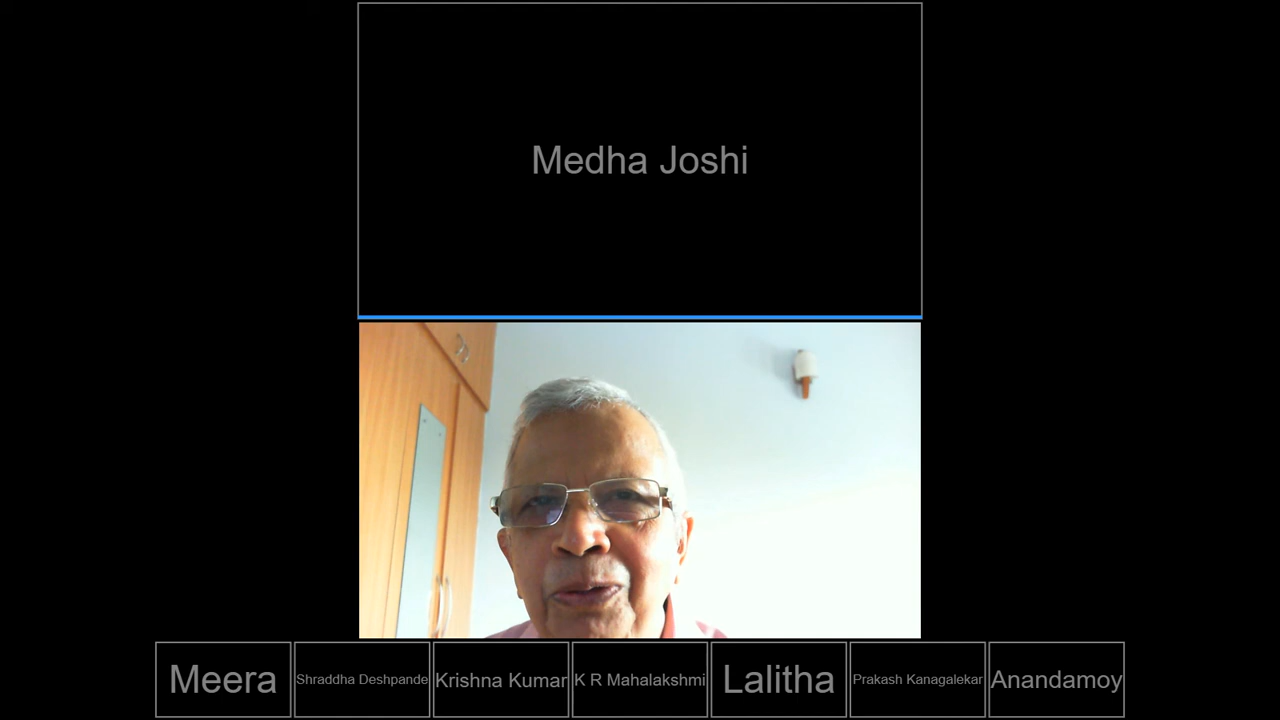 Medha Joshi
Meera
Shraddha Deshpande
Krishna Kumar
K R Mahalakshmi
Lalitha
Prakash Kanagalekar
Anandamoy